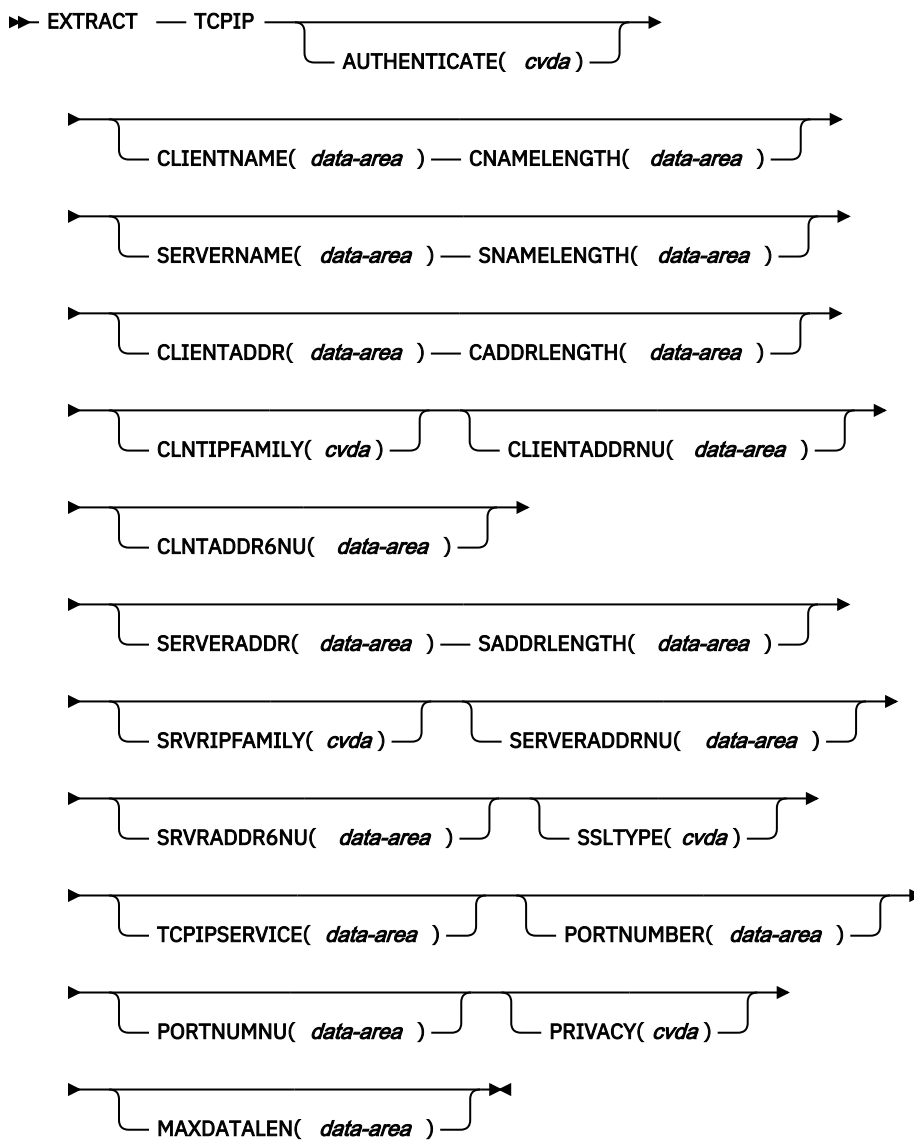 EXTRACT TCPIP
AUTHENTICATE( cvda )
CLIENTNAME( data-area ) CNAMELENGTH( data-area )
SERVERNAME( data-area ) SNAMELENGTH( data-area )
CLIENTADDR( data-area ) CADDRLENGTH( data-area )
CLNTIPFAMILY( cvda ) CLIENTADDRNU( data-area )
CLNTADDR6NU( data-area )
SERVERADDR( data-area ) SADDRLENGTH( data-area )
SRVRIPFAMILY( cvda ) SERVERADDRNU( data-area )
SRVRADDR6NU( data-area ) SSLTYPE( cvda )
TCPIPSERVICE( data-area ) PORTNUMBER( data-area )
PORTNUMNU( data-area ) PRIVACY( cvda )
MAXDATALEN( data-area )